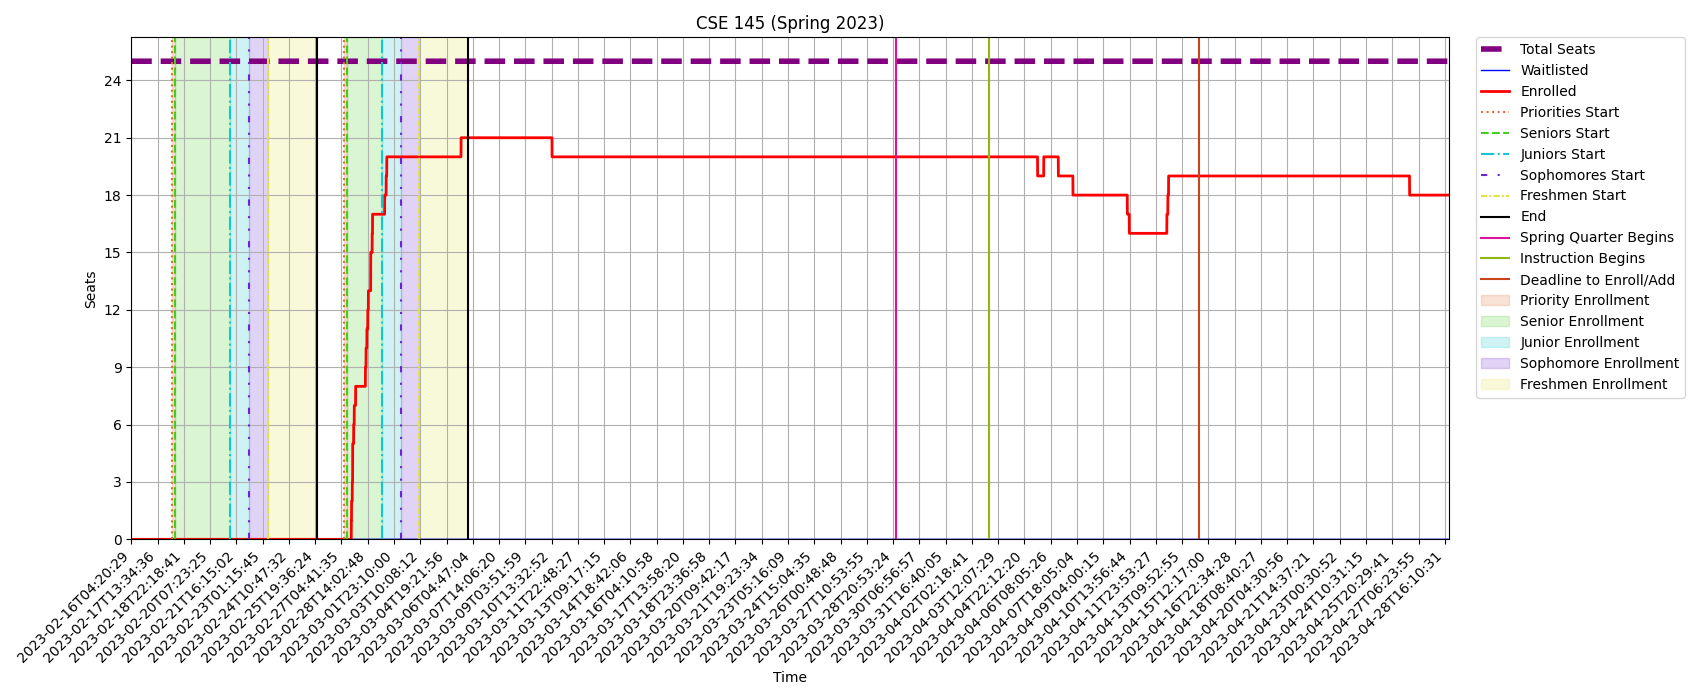 CSE 145 (Spring 2023)
Seats
24
21
18
15
12
9
6
3
0
2023-02-16T04:20:29
2023-02-17T13:34:36
2023-02-18T22:18:41
2023-02-20T07:23:25
2023-02-21T16:15:02
2023-02-23T01:15:45
2023-02-24T10:47:32
2023-02-25T19:36:24
2023-02-27T04:41:35
2023-02-28T14:02:48
2023-03-01T23:10:00
2023-03-03T10:08:12
2023-03-04T19:21:56
2023-03-06T04:47:04
2023-03-07T14:06:20
2023-03-09T03:51:59
2023-03-10T13:32:52
2023-03-11T22:48:27
2023-03-13T09:17:15
2023-03-14T18:42:06
2023-03-16T04:10:58
2023-03-17T13:58:20
2023-03-18T23:36:58
2023-03-20T09:42:17
2023-03-21T19:23:34
2023-03-23T05:16:09
2023-03-24T15:04:35
2023-03-26T00:48:48
2023-03-27T10:53:55
2023-03-28T20:53:24
2023-03-30T06:56:57
2023-03-31T16:40:05
2023-04-02T02:18:41
2023-04-03T12:07:29
2023-04-04T22:12:20
2023-04-06T08:05:26
2023-04-07T18:05:04
2023-04-09T04:00:15
2023-04-10T13:56:44
2023-04-11T23:53:27
2023-04-13T09:52:55
2023-04-15T12:17:00
2023-04-16T22:34:28
2023-04-18T08:40:27
2023-04-20T04:30:56
2023-04-21T14:37:21
2023-04-23T00:30:52
2023-04-24T10:31:15
2023-04-25T20:29:41
2023-04-27T06:23:55
2023-04-28T16:10:31
Time
Total Seats
Waitlisted
Enrolled
Priorities Start
Seniors Start
Juniors Start
Sophomores Start
Freshmen Start
End
Spring Quarter Begins
Instruction Begins
Deadline to Enroll/Add
Priority Enrollment
Senior Enrollment
Junior Enrollment
Sophomore Enrollment
Freshmen Enrollment